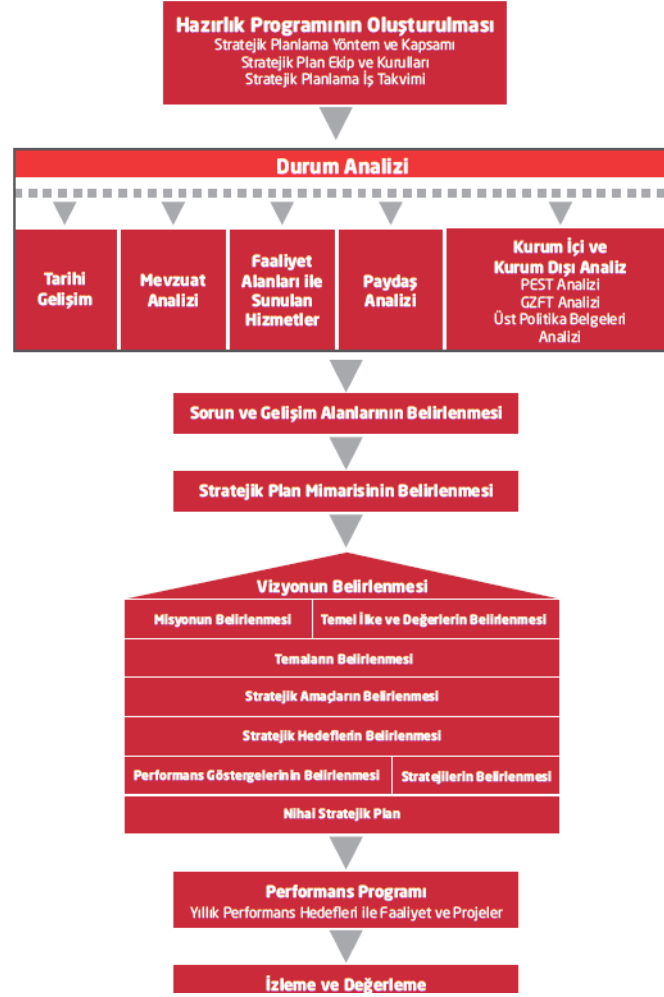 Hazırlık Programının Oluşturulması
Stratejik Planlama Yöntem ve Kapsamı
Stratejik Plan Ekip ve Kurulları
Stratejik Planlama İş Takvimi
Durum Analizi
Tarihi
Gelişim
Mevzuat
Analizi
Faaliyet
Alanları ile
Sunulan
Hizmetler
Paydaş
Analizi
Kurum İçi ve
Kurum Dışı Analiz
PEST Analizi
GZFT Analizi
Üst Politika Belgeleri
Analizi
Sorun ve Gelişim Alanlarının Belirlenmesi
Stratejik Plan Mimarisinin Belirlenmesi
Vizyonun Belirlenmesi
Misyonun Belirlenmesi
Temel İlke ve Değerlerin Belirlenmesi
Temaların Belirlenmesi
Stratejik Amaçların Belirlenmesi
Stratejik Hedeflerin Belirlenmesi
Performans Göstergelerinin Belirlenmesi
Stratejilerin Belirlenmesi
Nihai Stratejik Plan
Performans Programı
Yıllık Performans Hedefleri ile Faaliyet ve Projeler
İzleme ve Değerleme